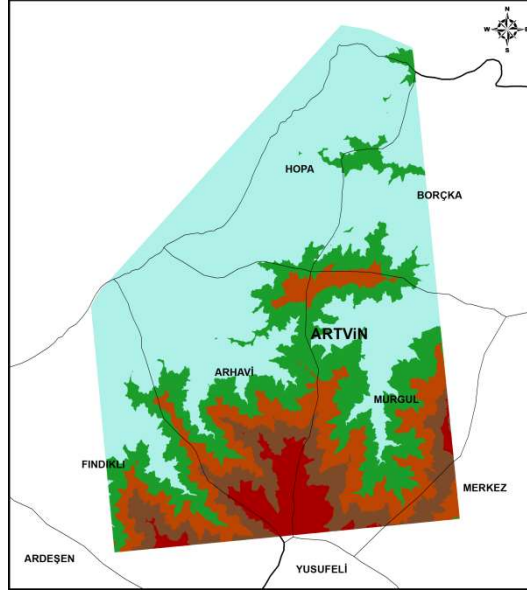 N
W E
S
HOPA
BORÇKA
ARTViN
ARHAVİ
MURGUL
FINDIKLI
MERKEZ
ARDEŞEN
YUSUFELİ